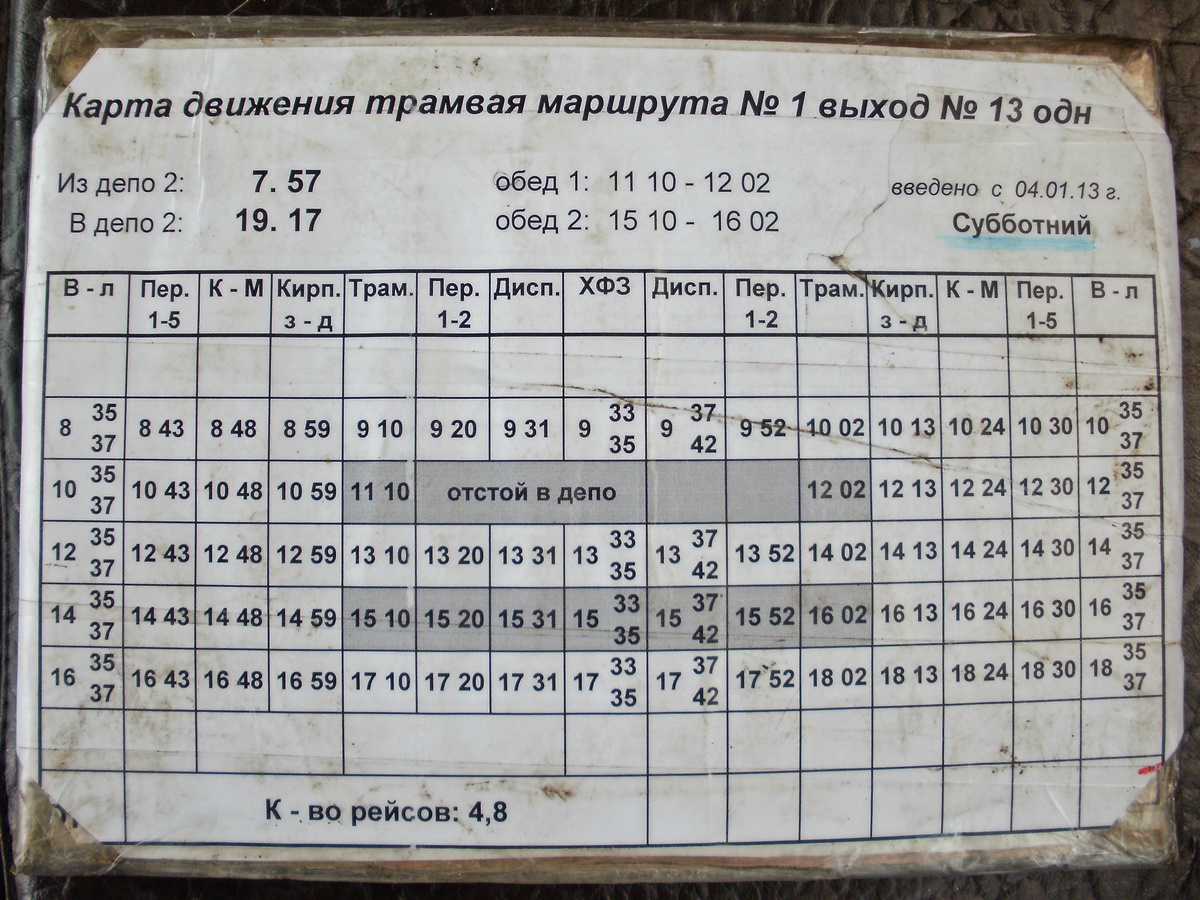 Карта движения трамвая маршрута № 1 выход № 13 одн
Из депо 2: 7. 57 обед 1: 11 10 - 12 02 введено с 04.01.13 г.
В депо 2: 19. 17 обед 2: 15 10 - 16 02 Субботний
В - л Пер. 1-5 К - М Кирп. з - д Трам. Пер. 1-2 Дисп. ХФЗ Дисп. Пер. 1-2 Трам. Кирп. з - д К - М Пер. 1-5 В - л
8 35 37 8 43 8 48 8 59 9 10 9 20 9 31 9 33 35 9 37 42 9 52 10 02 10 13 10 24 10 30 10 35 37
10 35 37 10 43 10 48 10 59 11 10 отстой в депо 12 02 12 13 12 24 12 30 12 35 37
12 35 37 12 43 12 48 12 59 13 10 13 20 13 31 13 33 35 13 37 42 13 52 14 02 14 13 14 24 14 30 14 35 37
14 35 37 14 43 14 48 14 59 15 10 15 20 15 31 15 33 35 15 37 42 15 52 16 02 16 13 16 24 16 30 16 35 37
16 35 37 16 43 16 48 16 59 17 10 17 20 17 31 17 33 35 17 37 42 17 52 18 02 18 13 18 24 18 30 18 35 37
К - во рейсов: 4,8